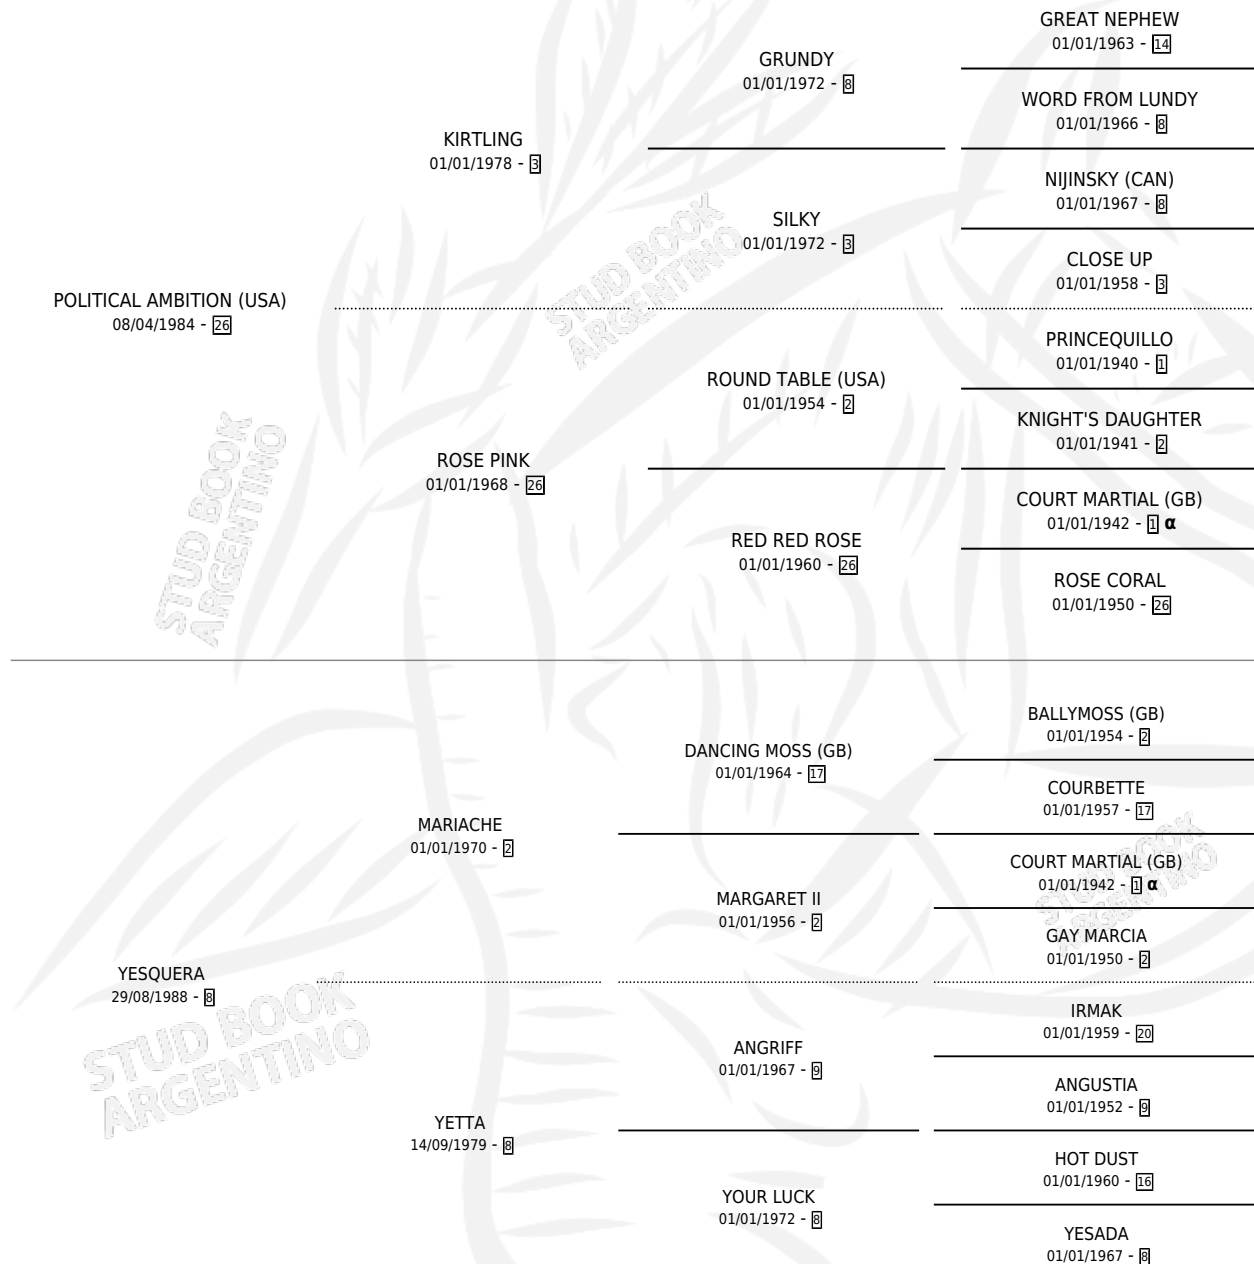 POLITICAL AMBITION (USA)
08/04/1984 - 26
KIRTLING
01/01/1978 - 3
GRUNDY
01/01/1972 - 8
GREAT NEPHEW
01/01/1963 - 14
WORD FROM LUNDY
01/01/1966 - 8
SILKY
01/01/1972 - 3
NIJINSKY (CAN)
01/01/1967 - 8
CLOSE UP
01/01/1958 - 3
ROSE PINK
01/01/1968 - 26
ROUND TABLE (USA)
01/01/1954 - 2
PRINCEQUILLO
01/01/1940 - 1
KNIGHT'S DAUGHTER
01/01/1941 - 2
RED RED ROSE
01/01/1960 - 26
COURT MARTIAL (GB)
01/01/1942 - 1 α
ROSE CORAL
01/01/1950 - 26
YESQUERA
29/08/1988 - 8
MARIACHE
01/01/1970 - 2
DANCING MOSS (GB)
01/01/1964 - 17
BALLYMOSS (GB)
01/01/1954 - 2
COURBETTE
01/01/1957 - 17
MARGARET II
01/01/1956 - 2
COURT MARTIAL (GB)
01/01/1942 - 1 α
GAY MARCIA
01/01/1950 - 2
YETTA
14/09/1979 - 8
ANGRIFF
01/01/1967 - 9
IRMAK
01/01/1959 - 20
ANGUSTIA
01/01/1952 - 9
YOUR LUCK
01/01/1972 - 8
HOT DUST
01/01/1960 - 16
YESADA
01/01/1967 - 8
STUD BOOK
ARGENTINO
STUD BOOK
ARGENTINO
STUD BOOK
ARGENTINO
STUD BOOK
ARGENTINO